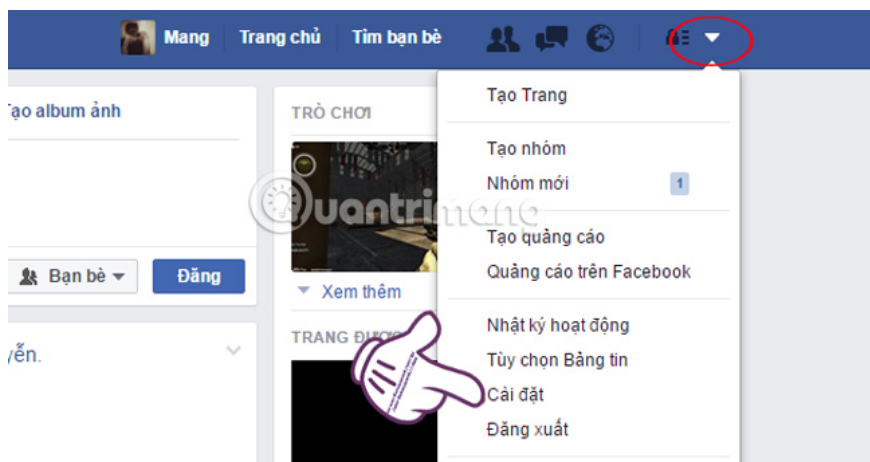 Mang Trang chủ Tìm bạn bè
Tạo album ảnh
TRÒ CHƠI
Quantrimang
Xem thêm
Bạn bè Đăng
TRANG ĐƯỢC
yễn.
Tạo Trang
Tạo nhóm
Nhóm mới 1
Tạo quảng cáo
Quảng cáo trên Facebook
Nhật ký hoạt động
Tùy chọn Bảng tin
Cài đặt
Đăng xuất